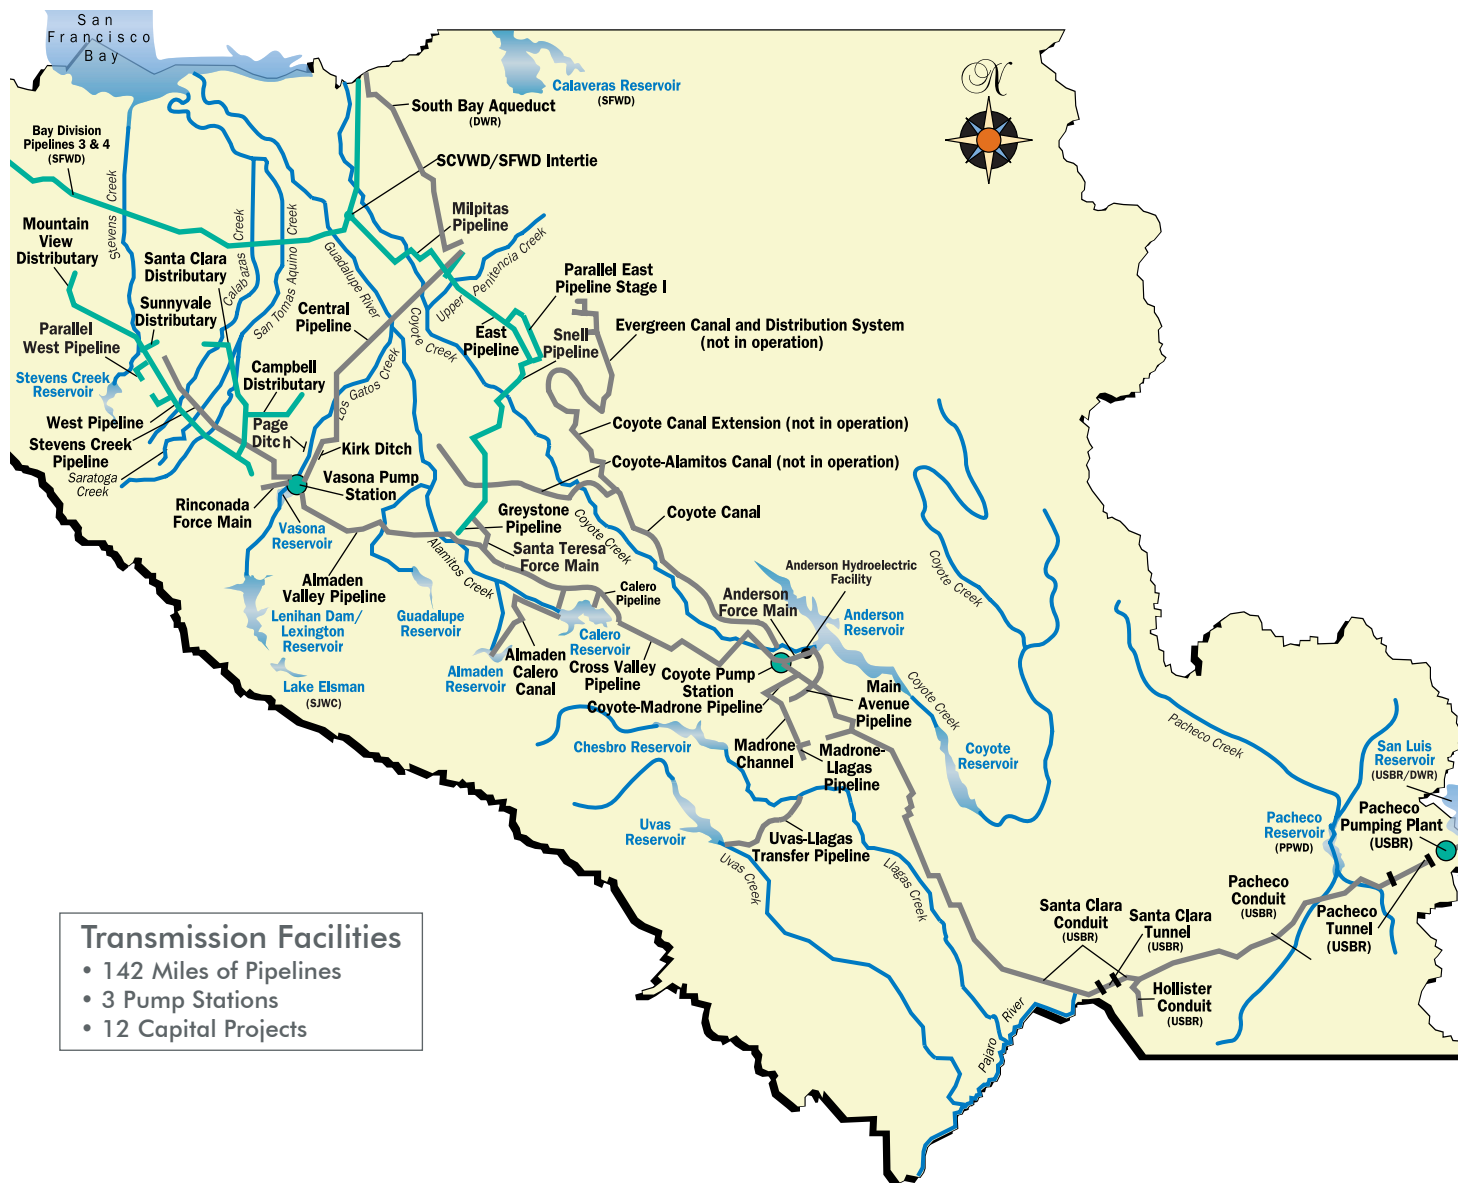 San
Francisco
Bay
N
Calaveras Reservoir
(SFWD)
South Bay Aqueduct
(DWR)
Bay Division
Pipelines 3 & 4
(SFWD)
SCVWD/SFWD Intertie
Stevens Creek
Calabazas Creek
San Tomas Aquino Creek
Guadalupe River
Milpitas
Pipeline
Mountain
View
Distributary
Santa Clara
Distributary
Upper Penitencia Creek
Parallel East
Pipeline Stage I
Sunnyvale
Distributary
Central
Pipeline
Coyote Creek
East
Pipeline
Snell
Pipeline
Evergreen Canal and Distribution System
(not in operation)
Parallel
West Pipeline
Stevens Creek
Reservoir
Campbell
Distributary
Los Gatos Creek
West Pipeline
Page
Ditch
Coyote Canal Extension (not in operation)
Stevens Creek
Pipeline
Kirk Ditch
Coyote-Alamitos Canal (not in operation)
Saratoga
Creek
Vasona Pump
Station
Rinconada
Force Main
Greystone
Pipeline
Coyote Creek
Coyote Canal
Vasona
Reservoir
Alamitos Creek
Santa Teresa
Force Main
Almaden
Valley Pipeline
Calero
Pipeline
Anderson Hydroelectric
Facility
Anderson
Force Main
Anderson
Reservoir
Coyote Creek
Lenihan Dam/
Lexington
Reservoir
Guadalupe
Reservoir
Calero
Reservoir
Almaden
Reservoir
Almaden
Calero
Canal
Cross Valley
Pipeline
Coyote Pump
Station
Lake Elsman
(SJWC)
Coyote-Madrone Pipeline
Main
Avenue
Pipeline
Coyote Creek
Pacheco Creek
Chesbro Reservoir
Madrone
Channel
Madrone-
Llagas
Pipeline
Coyote
Reservoir
San Luis
Reservoir
(USBR/DWR)
Uvas
Reservoir
Uvas-Llagas
Transfer Pipeline
Pacheco
Reservoir
(PPWD)
Pacheco
Pumping Plant
(USBR)
Uvas Creek
Llagas Creek
Pacheco
Conduit
(USBR)
Pacheco
Tunnel
(USBR)
Santa Clara
Conduit
(USBR)
Santa Clara
Tunnel
(USBR)
Hollister
Conduit
(USBR)
Pajaro River
Transmission Facilities
• 142 Miles of Pipelines
• 3 Pump Stations
• 12 Capital Projects